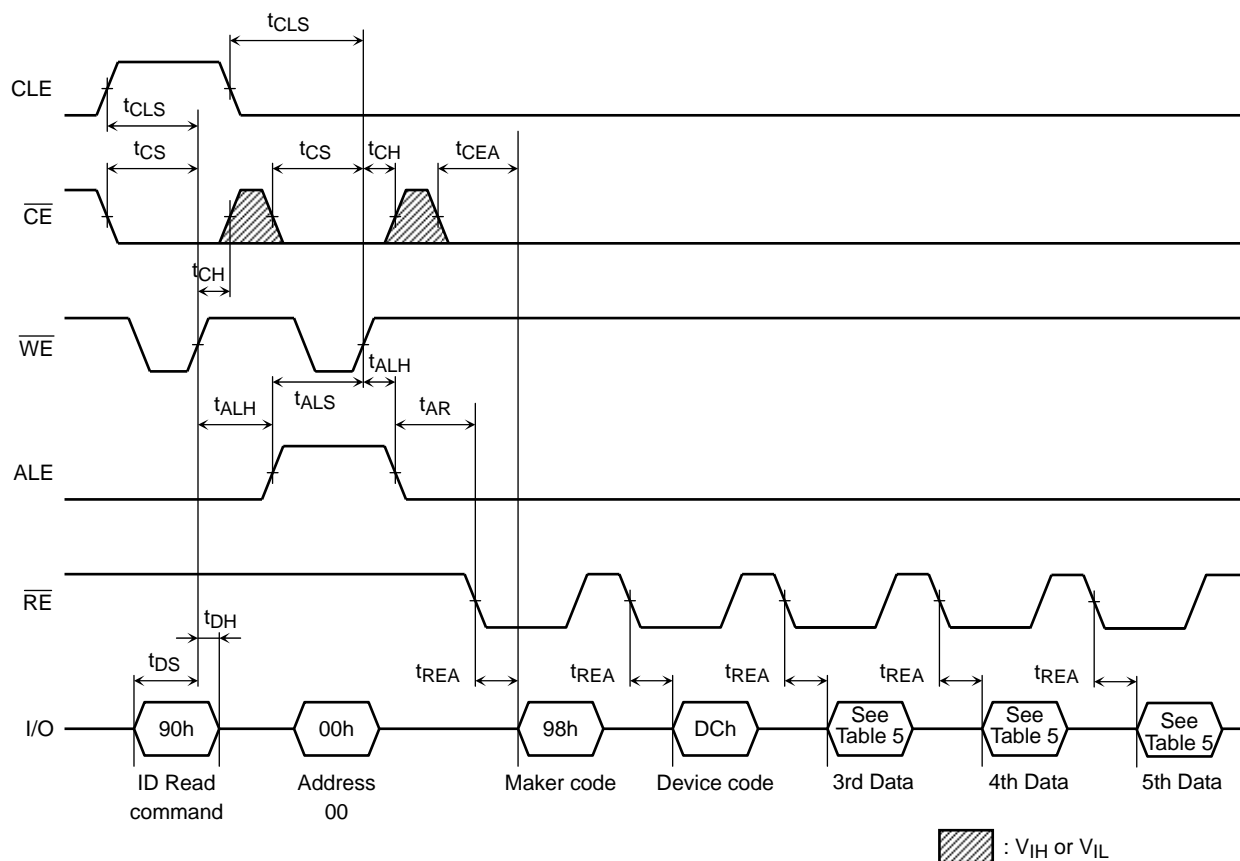 tCLS
CLE
tCLS
tCS
tCS
tCH
tCEA
CE
tCH
WE
tALH
tALH
tALS
tAR
ALE
RE
tDH
tDS
tREA
tREA
tREA
tREA
tREA
I/O
90h
00h
98h
DCh
See
Table 5
See
Table 5
See
Table 5
ID Read
command
Address
00
Maker code
Device code
3rd Data
4th Data
5th Data
: VIH or VIL